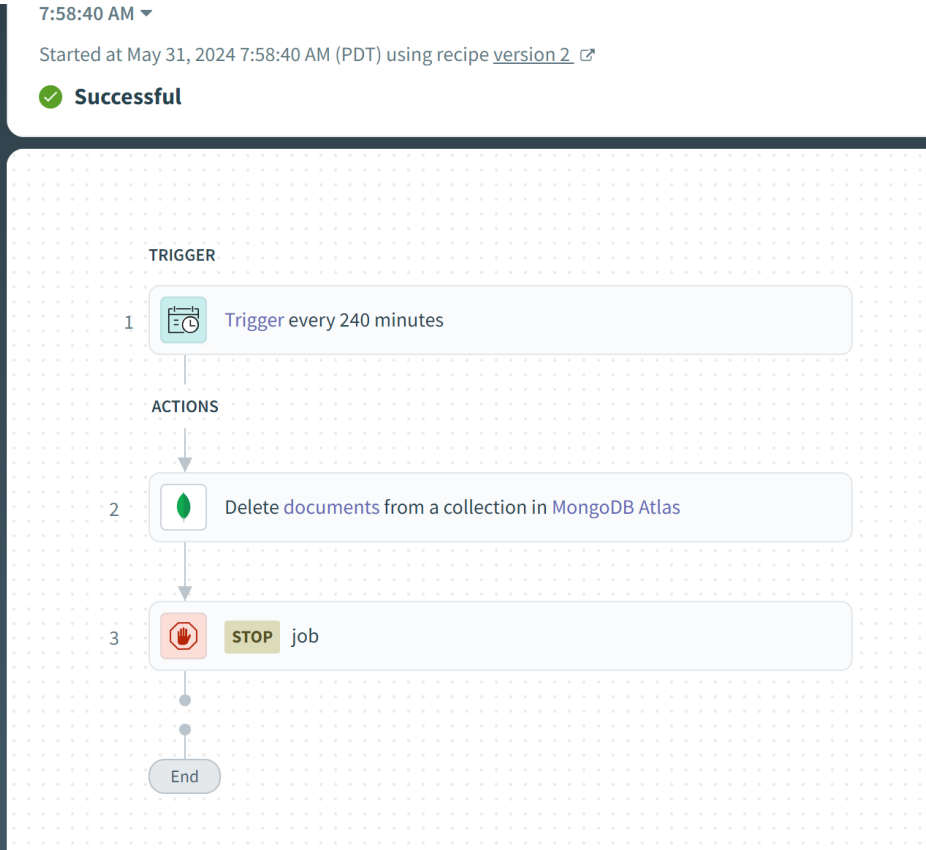 7:58:40 AM
Started at May 31, 2024 7:58:40 AM (PDT) using recipe version 2
Successful
TRIGGER
1 Trigger every 240 minutes
ACTIONS
2 Delete documents from a collection in MongoDB Atlas
3 STOP job
End